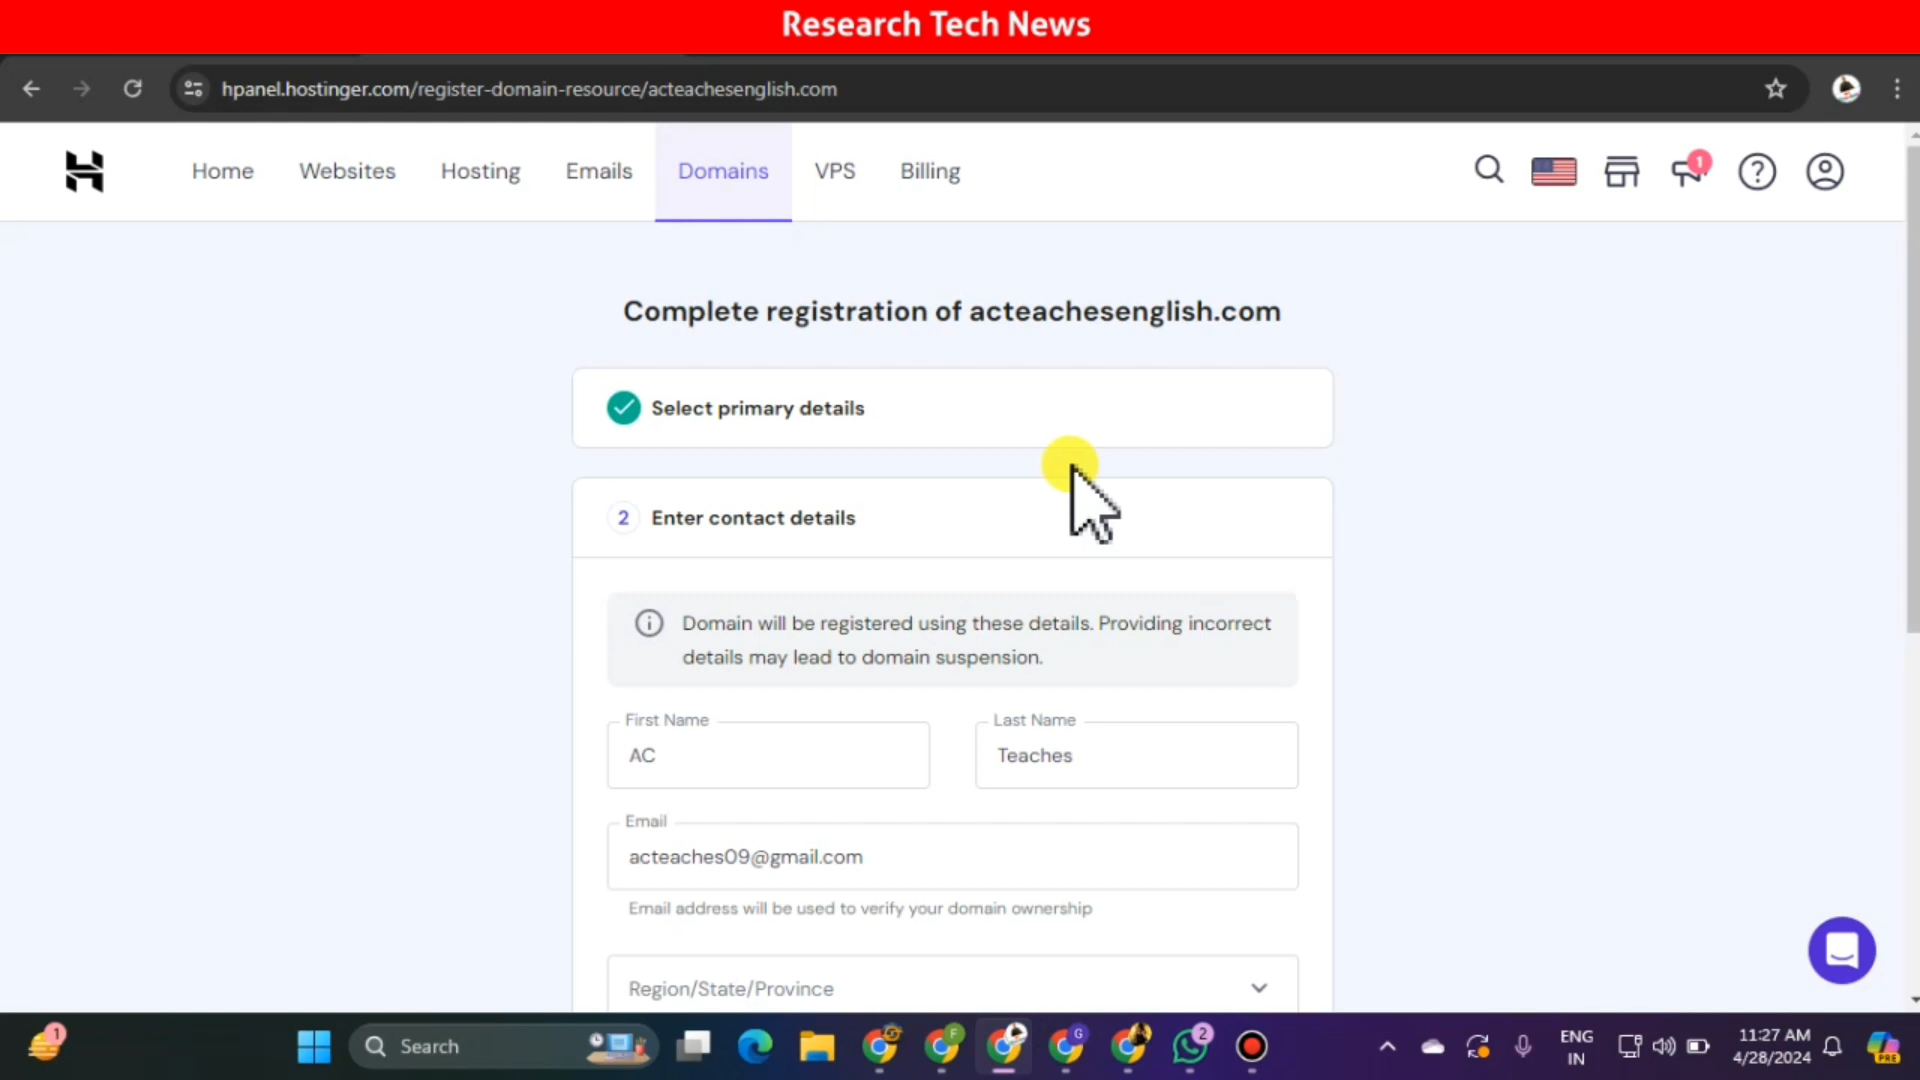 Research Tech News
hpanel.hostinger.com/register-domain-resource/acteachesenglish.com
Home Websites Hosting Emails Domains VPS Billing
1
Complete registration of acteachesenglish.com
Select primary details
2 Enter contact details
Domain will be registered using these details. Providing incorrect
details may lead to domain suspension.
First Name Last Name
AC Teaches
Email
acteaches09@gmail.com
Email address will be used to verify your domain ownership
Region/State/Province
1
Search
F
G
2
ENG
IN
11:27 AM
4/28/2024
PRE